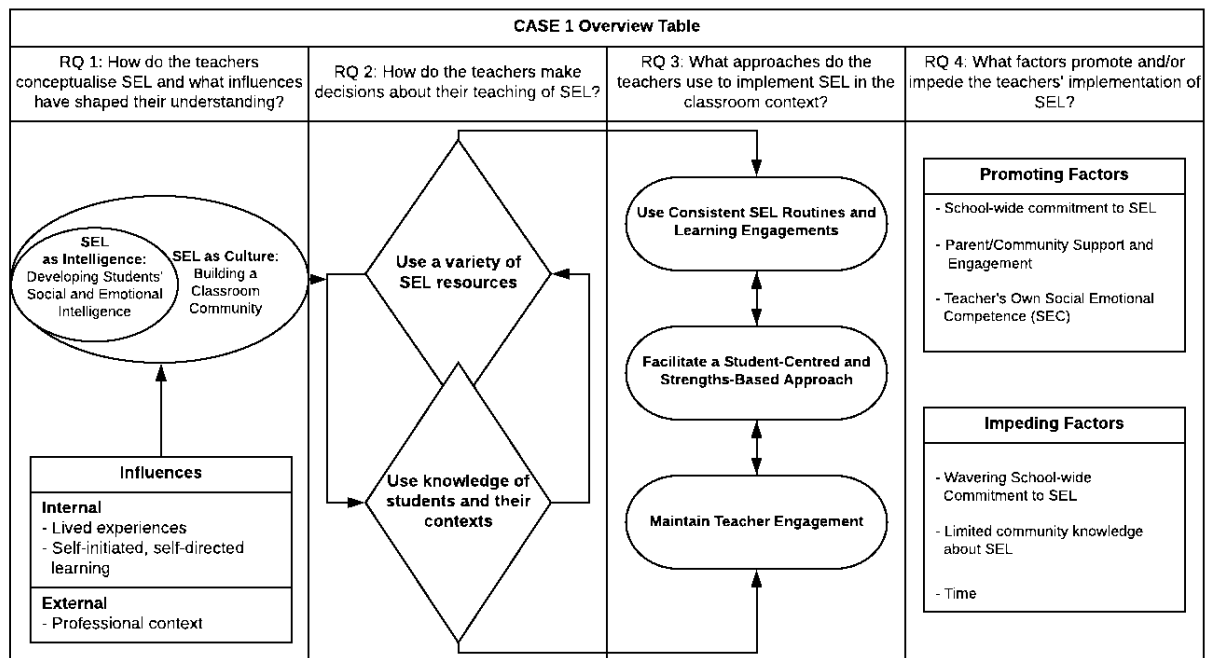 CASE 1 Overview Table
RQ 1: How do the teachers
conceptualise SEL and what influences
have shaped their understanding?
RQ 2: How do the teachers make
decisions about their teaching of SEL?
RQ 3: What approaches do the
teachers use to implement SEL in the
classroom context?
RQ 4: What factors promote and/or
impede the teachers' implementation of
SEL?
SEL
as Intelligence:
Developing Students'
Social and Emotional
Intelligence
SEL as Culture:
Building a
Classroom
Community
Influences
Internal
- Lived experiences
- Self-initiated, self-directed
learning
External
- Professional context
Use a variety of
SEL resources
Use knowledge of
students and their
contexts
Use Consistent SEL Routines and
Learning Engagements
Facilitate a Student-Centred and
Strengths-Based Approach
Maintain Teacher Engagement
Promoting Factors
- School-wide commitment to SEL
- Parent/Community Support and
Engagement
- Teacher's Own Social Emotional
Competence (SEC)
Impeding Factors
- Wavering School-wide
Commitment to SEL
- Limited community knowledge
about SEL
- Time